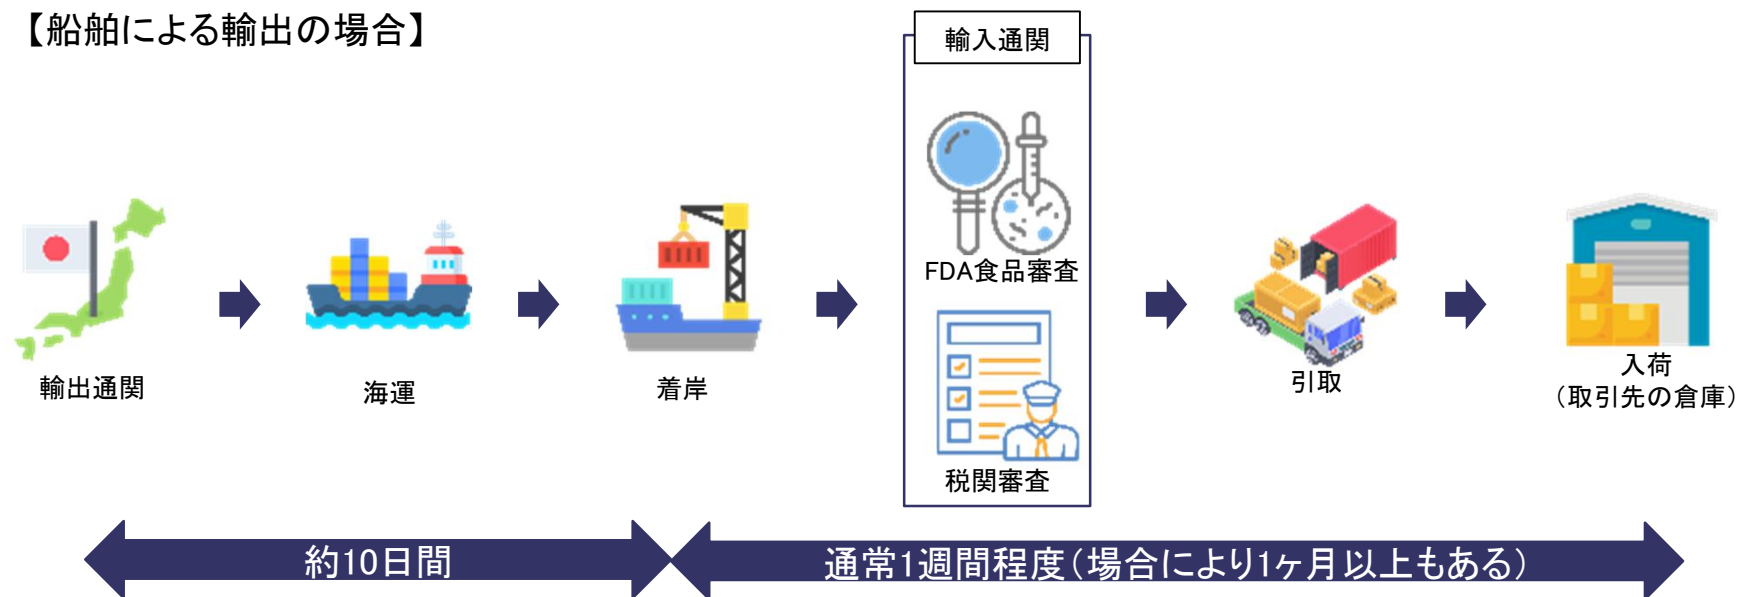 【船舶による輸出の場合】
輸入通関
FDA食品審査
税関審査
輸出通関
海運
着岸
引取
入荷
（取引先の倉庫）
約10日間
通常1週間程度（場合により1ヶ月以上もある）